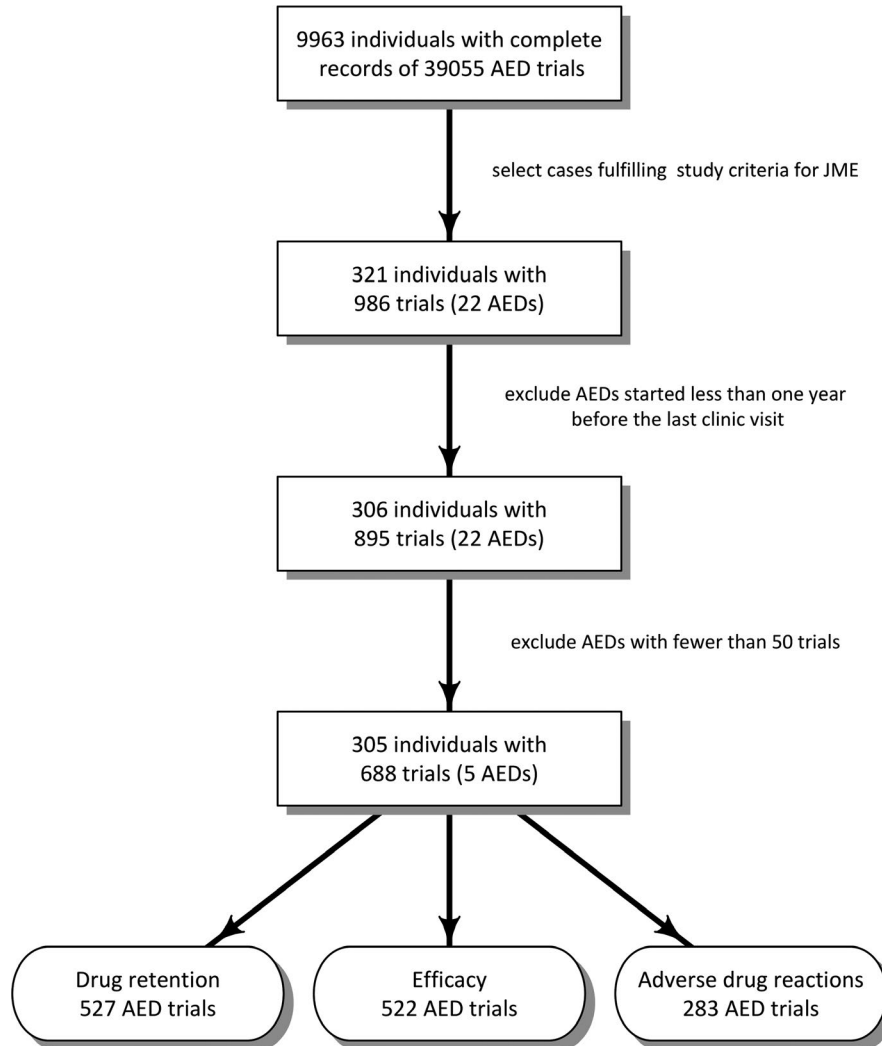 9963 individuals with complete
records of 39055 AED trials
select cases fulfilling study criteria for JME
321 individuals with
986 trials (22 AEDs)
exclude AEDs started less than one year
before the last clinic visit
306 individuals with
895 trials (22 AEDs)
exclude AEDs with fewer than 50 trials
305 individuals with
688 trials (5 AEDs)
Drug retention
527 AED trials
Efficacy
522 AED trials
Adverse drug reactions
283 AED trials